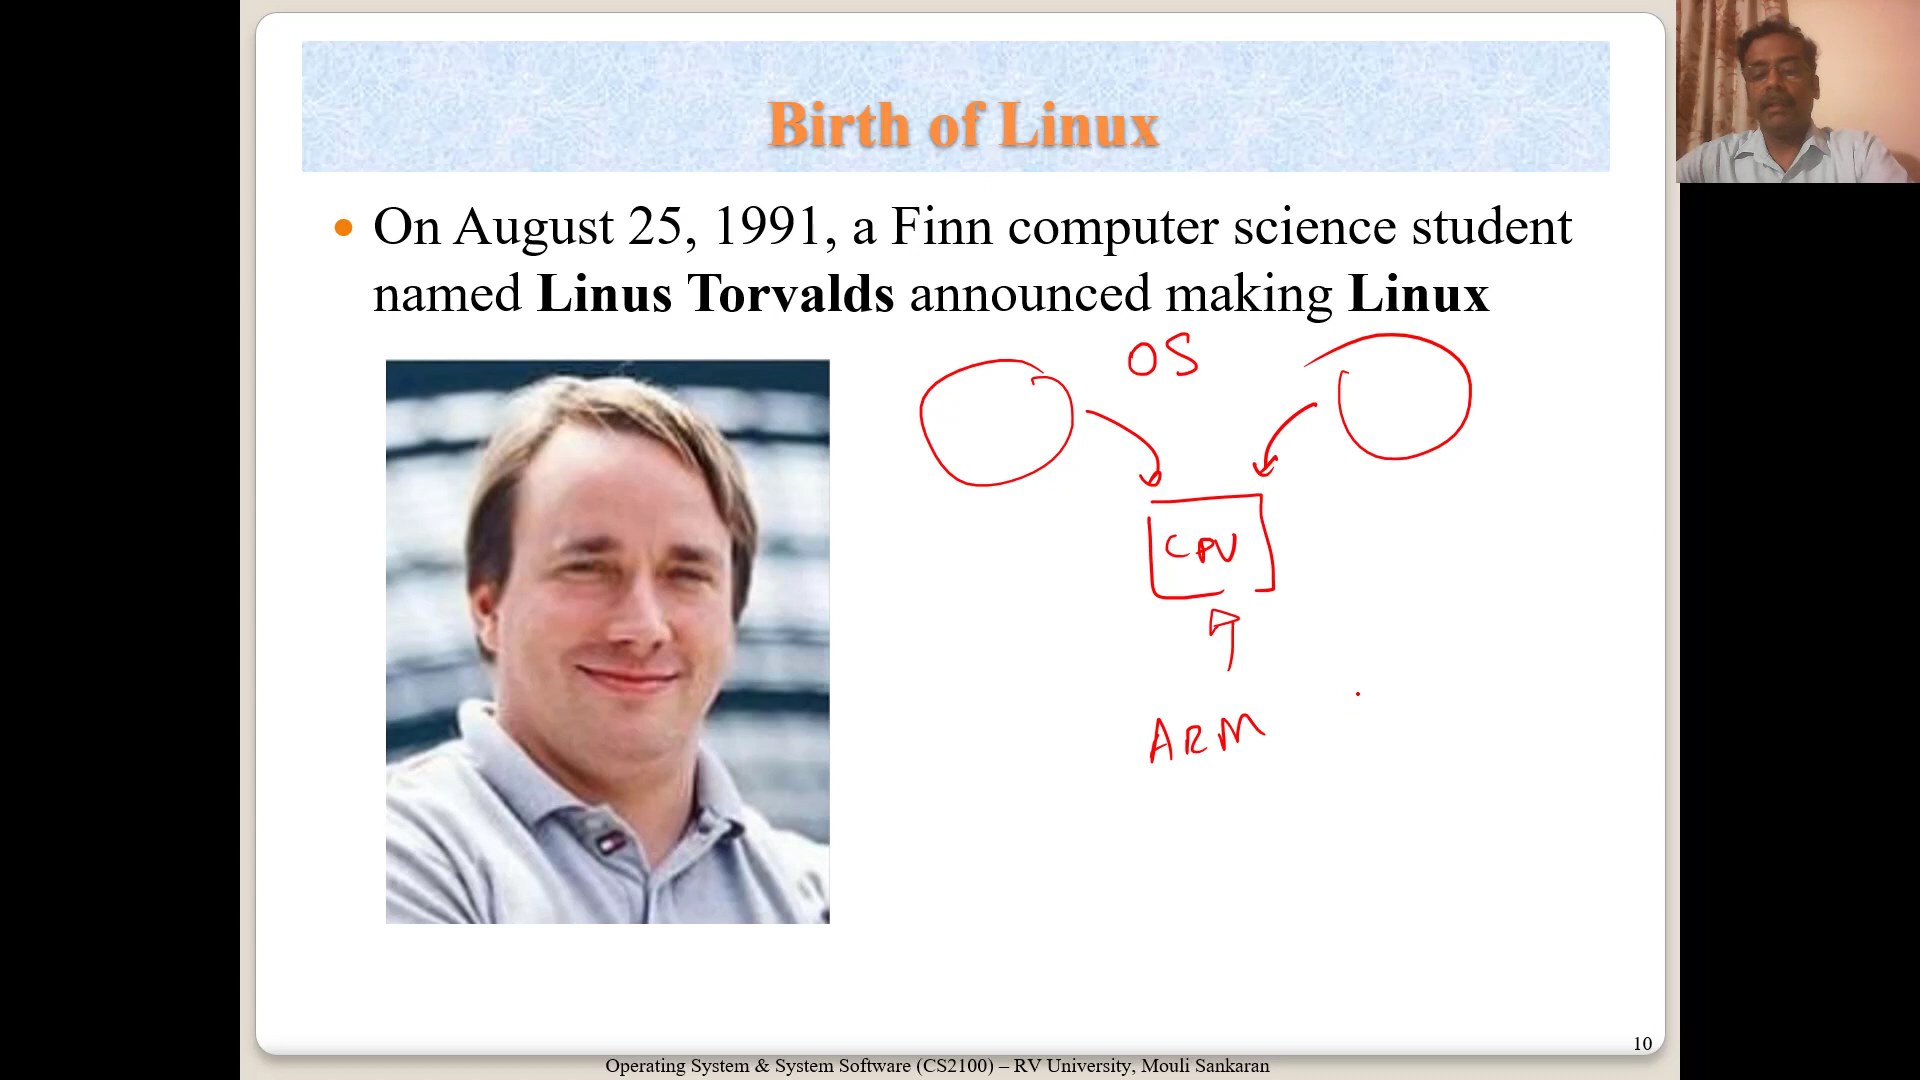 Birth of Linux
• On August 25, 1991, a Finn computer science student
named Linus Torvalds announced making Linux
OS
CPU
ARM
10
Operating System & System Software (CS2100) – RV University, Mouli Sankaran